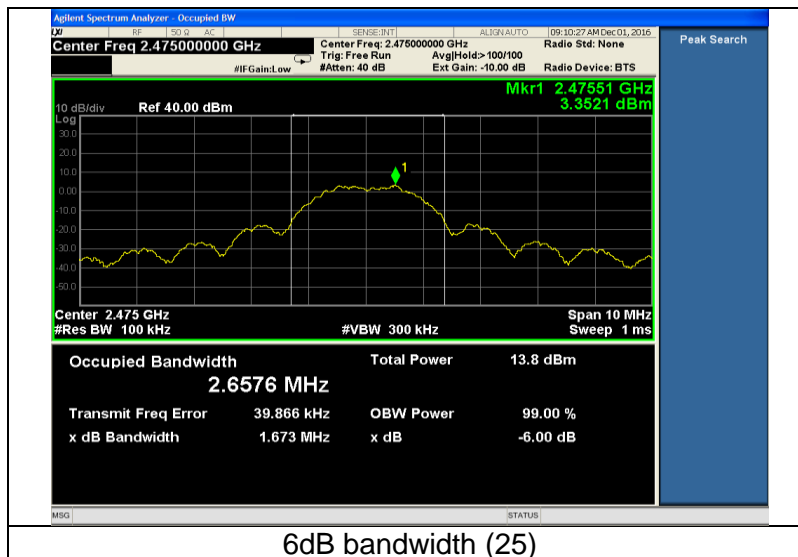 Agilent Spectrum Analyzer - Occupied BW
LXI RF 50 Ω AC SENSE:INT ALIGN AUTO 09:10:27 AM Dec 01, 2016
Center Freq 2.475000000 GHz
Center Freq: 2.475000000 GHz
Radio Std: None
Trig: Free Run Avg|Hold:>100/100
#IFGain:Low #Atten: 40 dB Ext Gain: -10.00 dB Radio Device: BTS
Peak Search
Mkr1 2.47551 GHz
3.3521 dBm
10 dB/div Ref 40.00 dBm
Log
30.0
20.0
10.0
0.00
-10.0
-20.0
-30.0
-40.0
-50.0
1
Center 2.475 GHz Span 10 MHz
#Res BW 100 kHz #VBW 300 kHz Sweep 1 ms
Occupied Bandwidth Total Power 13.8 dBm
2.6576 MHz
Transmit Freq Error 39.866 kHz OBW Power 99.00 %
x dB Bandwidth 1.673 MHz x dB -6.00 dB
MSG STATUS
6dB bandwidth (25)